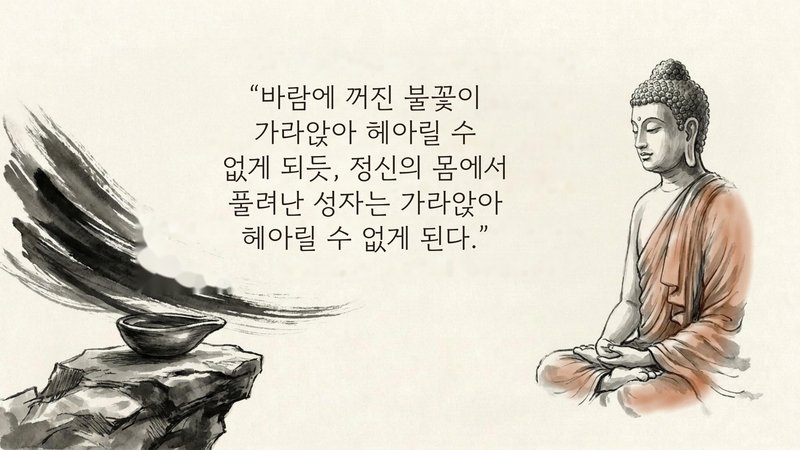 “바람에 꺼진 불꽃이
가라앉아 헤아릴 수
없게 되듯, 정신의 몸에서
풀려난 성자는 가라앉아
헤아릴 수 없게 된다.”